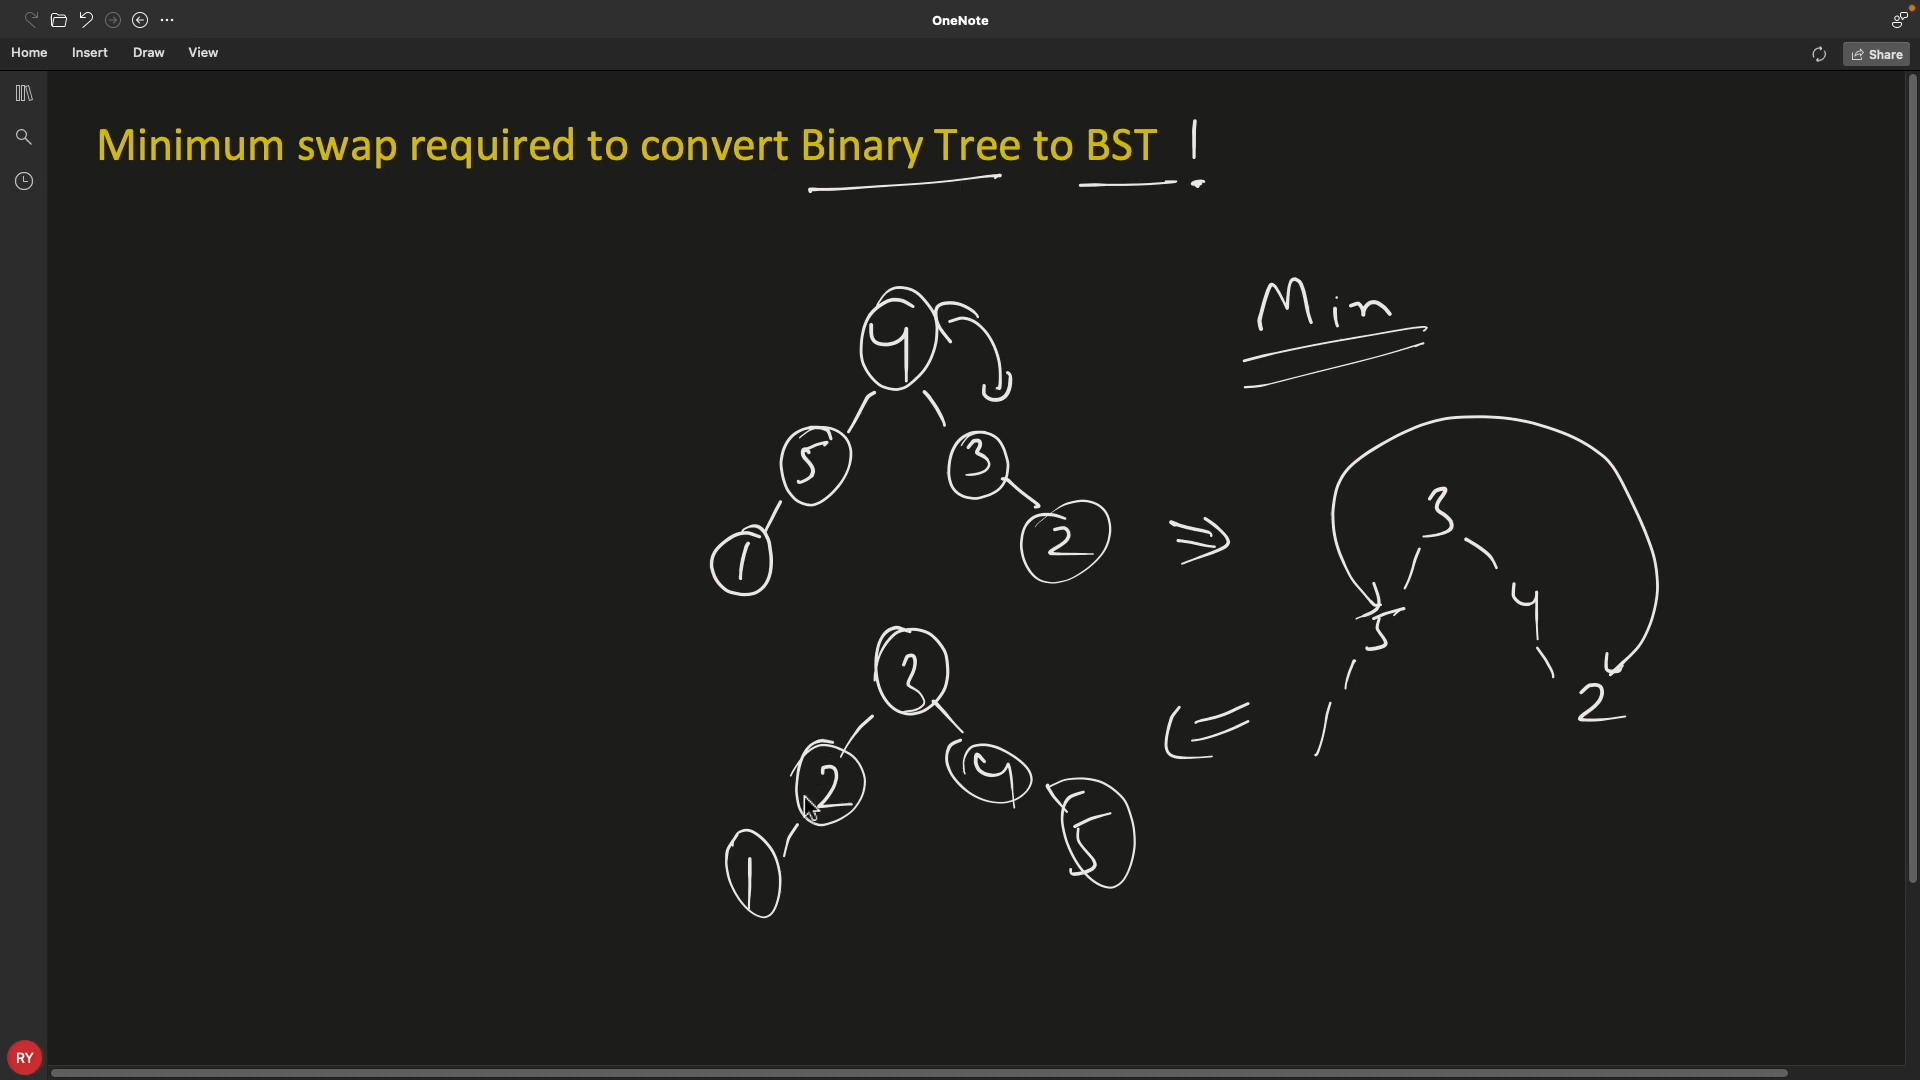 OneNote
Home Insert Draw View
Share
Minimum swap required to convert Binary Tree to BST !
Min
4
5 3
1 2
3
5 4
1 2
3
2 4
1 5
RY